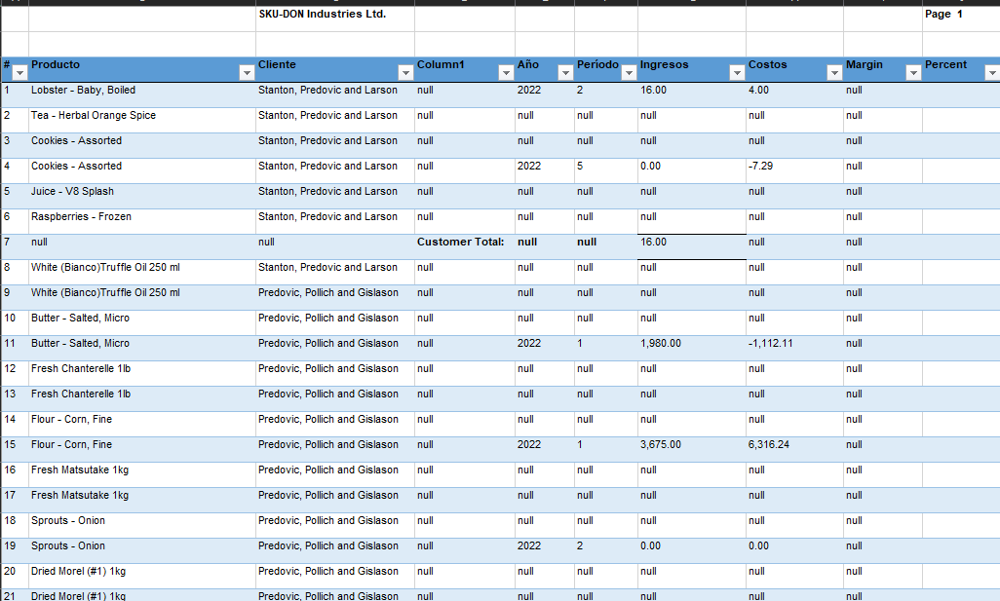 SKU-DON Industries Ltd. Page 1
# Producto Cliente Column1 Año Período Ingresos Costos Margin Percent
1 Lobster - Baby, Boiled Stanton, Predovic and Larson null 2022 2 16.00 4.00 null
2 Tea - Herbal Orange Spice Stanton, Predovic and Larson null null null null null null
3 Cookies - Assorted Stanton, Predovic and Larson null null null null null null
4 Cookies - Assorted Stanton, Predovic and Larson null 2022 5 0.00 -7.29 null
5 Juice - V8 Splash Stanton, Predovic and Larson null null null null null null
6 Raspberries - Frozen Stanton, Predovic and Larson null null null null null null
7 null null Customer Total: null null 16.00 null null
8 White (Bianco)Truffle Oil 250 ml Stanton, Predovic and Larson null null null null null null
9 White (Bianco)Truffle Oil 250 ml Predovic, Pollich and Gislason null null null null null null
10 Butter - Salted, Micro Predovic, Pollich and Gislason null null null null null null
11 Butter - Salted, Micro Predovic, Pollich and Gislason null 2022 1 1,980.00 -1,112.11 null
12 Fresh Chanterelle 1lb Predovic, Pollich and Gislason null null null null null null
13 Fresh Chanterelle 1lb Predovic, Pollich and Gislason null null null null null null
14 Flour - Corn, Fine Predovic, Pollich and Gislason null null null null null null
15 Flour - Corn, Fine Predovic, Pollich and Gislason null 2022 1 3,675.00 6,316.24 null
16 Fresh Matsutake 1kg Predovic, Pollich and Gislason null null null null null null
17 Fresh Matsutake 1kg Predovic, Pollich and Gislason null null null null null null
18 Sprouts - Onion Predovic, Pollich and Gislason null null null null null null
19 Sprouts - Onion Predovic, Pollich and Gislason null 2022 2 0.00 0.00 null
20 Dried Morel (#1) 1kg Predovic, Pollich and Gislason null null null null null null
21 Dried Morel (#1) 1kg Predovic, Pollich and Gislason null null null null null null